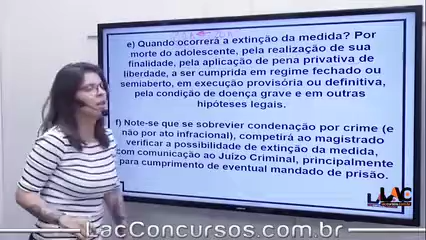 e) Quando ocorrerá a extinção da medida? Por
morte do adolescente, pela realização de sua
finalidade, pela aplicação de pena privativa de
liberdade, a ser cumprida em regime fechado ou
semiaberto, em execução provisória ou definitiva,
pela condição de doença grave e em outras
hipóteses legais.
f) Note-se que se sobrevier condenação por crime (e
não por ato infracional), competirá ao magistrado
verificar a possibilidade de extinção da medida,
com comunicação ao Juízo Criminal, principalmente
para cumprimento de eventual mandado de prisão.
LAC
www.LacConcursos.com.br